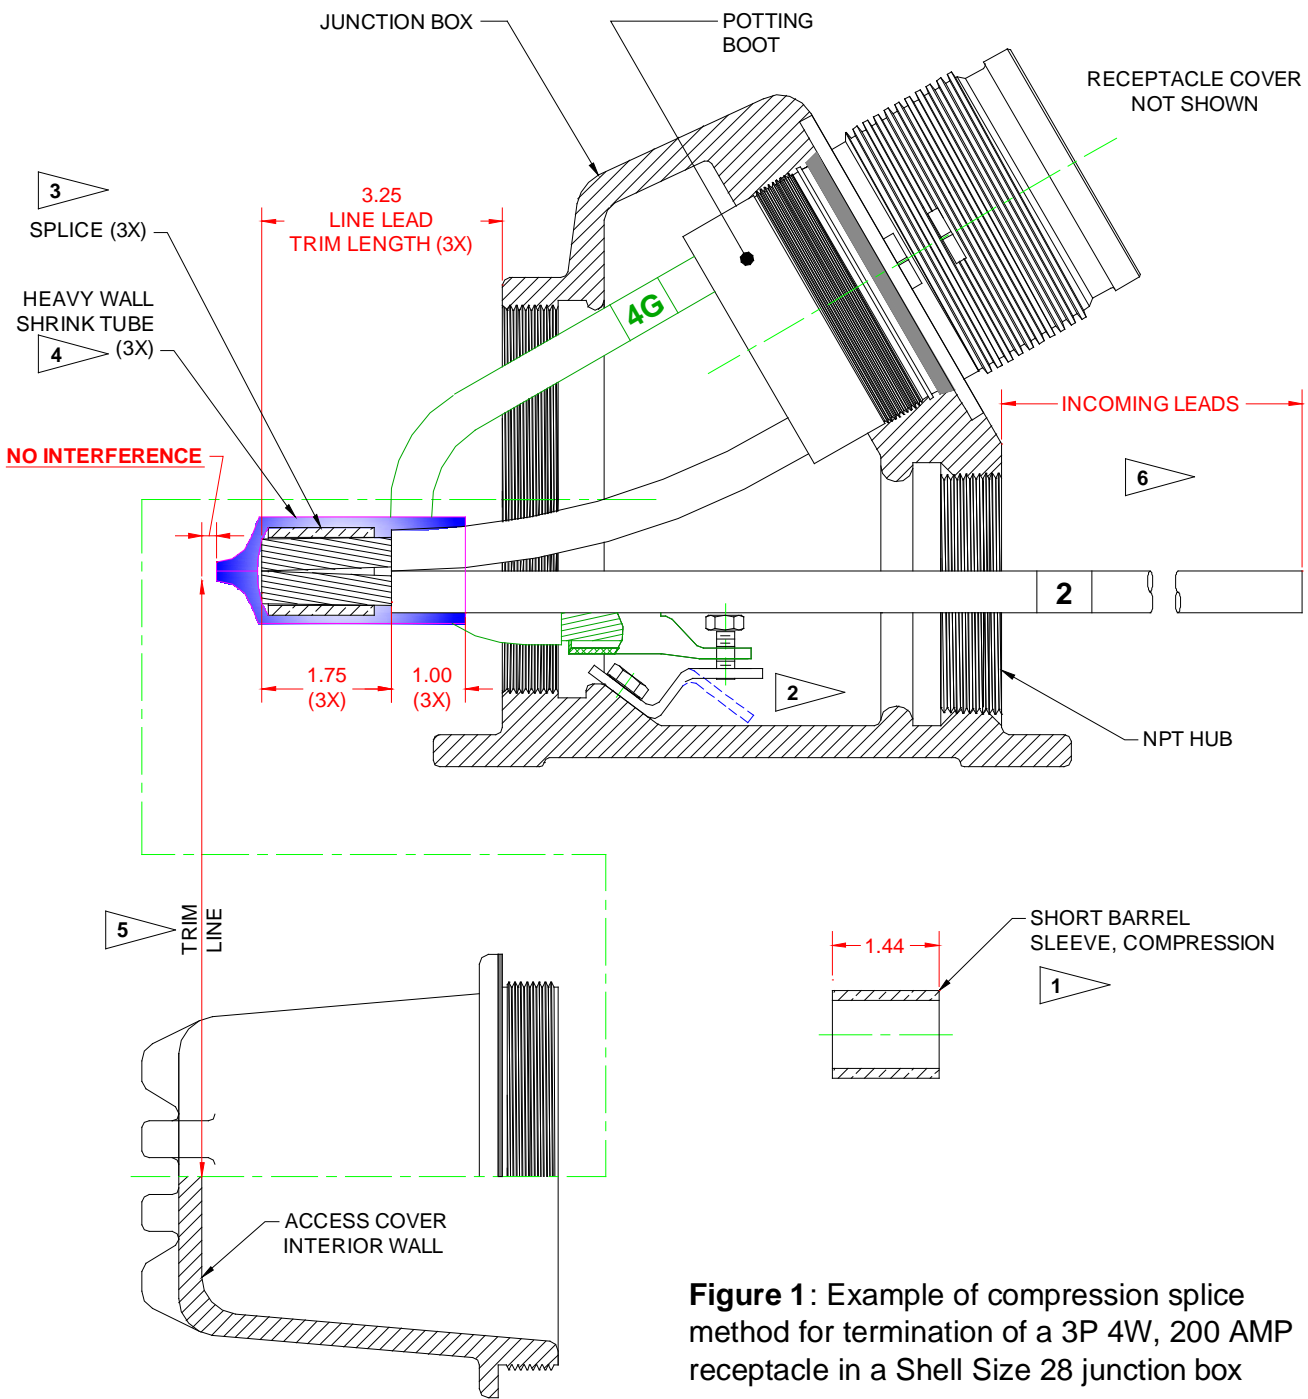 JUNCTION BOX
POTTING
BOOT
RECEPTACLE COVER
NOT SHOWN
3
SPLICE (3X)
3.25
LINE LEAD
TRIM LENGTH (3X)
HEAVY WALL
SHRINK TUBE
(3X)
4
4G
INCOMING LEADS
NO INTERFERENCE
6
2
1.75
(3X)
1.00
(3X)
2
NPT HUB
5
TRIM
LINE
1.44
SHORT BARREL
SLEEVE, COMPRESSION
1
ACCESS COVER
INTERIOR WALL
Figure 1: Example of compression splice
method for termination of a 3P 4W, 200 AMP
receptacle in a Shell Size 28 junction box